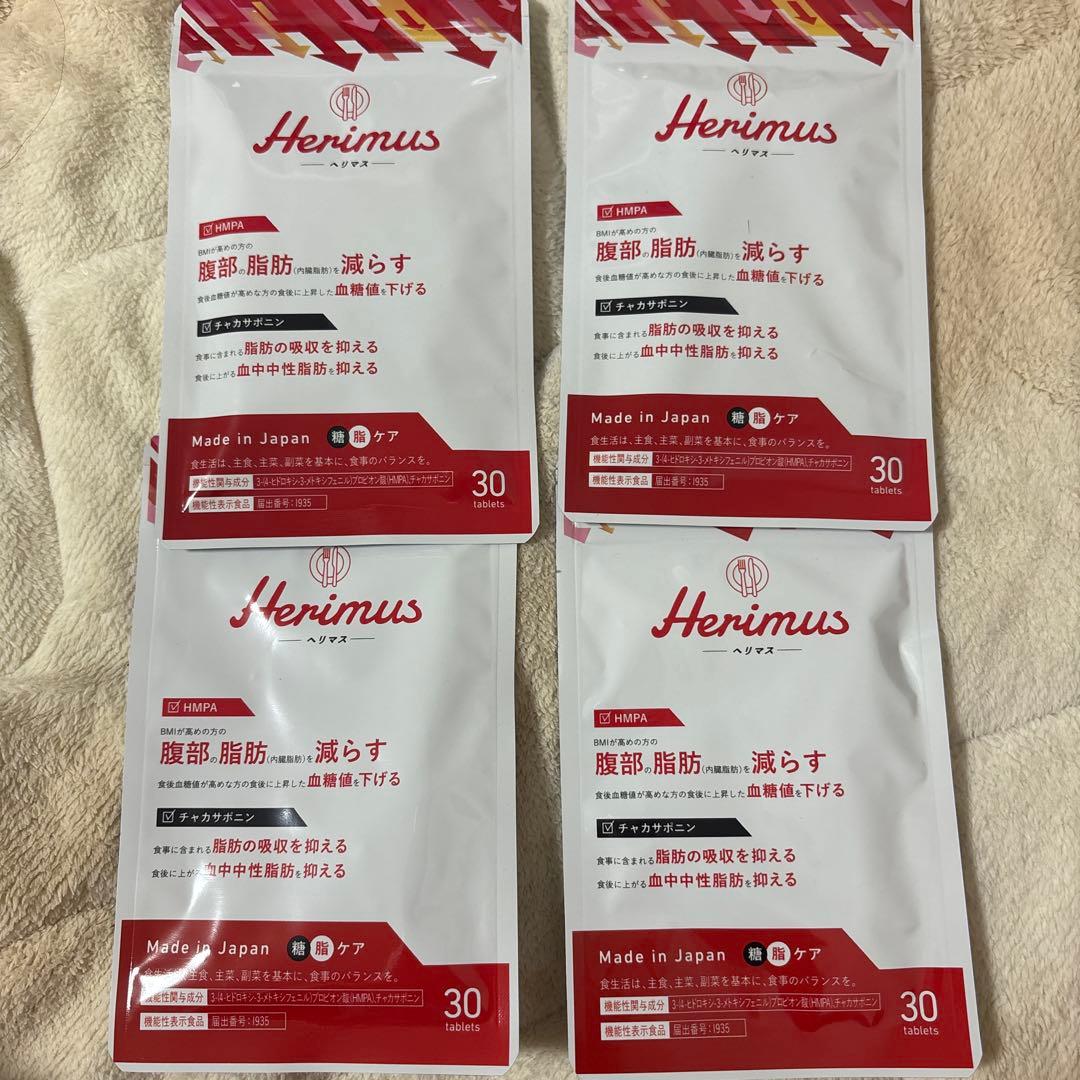 Herimus
ヘリマス
HMPA
BMIが高めの方の
腹部の脂肪(内臓脂肪)を減らす
食後血糖値が高めな方の食後に上昇した血糖値を下げる
チャカサポニン
食事に含まれる脂肪の吸収を抑える
食後に上がる血中中性脂肪を抑える
Made in Japan 糖脂ケア
食生活は、主食、主菜、副菜を基本に、食事のバランスを。
機能性関与成分 3-(4-ヒドロキシ-3-メトキシフェニル)プロピオン酸(HMPA),チャカサポニン
機能性表示食品 届出番号:I935
30
tablets
Herimus
ヘリマス
HMPA
BMIが高めの方の
腹部の脂肪(内臓脂肪)を減らす
食後血糖値が高めな方の食後に上昇した血糖値を下げる
チャカサポニン
食事に含まれる脂肪の吸収を抑える
食後に上がる血中中性脂肪を抑える
Made in Japan 糖脂ケア
食生活は、主食、主菜、副菜を基本に、食事のバランスを。
機能性関与成分 3-(4-ヒドロキシ-3-メトキシフェニル)プロピオン酸(HMPA),チャカサポニン
機能性表示食品 届出番号:I935
30
tablets
Herimus
ヘリマス
HMPA
BMIが高めの方の
腹部の脂肪(内臓脂肪)を減らす
食後血糖値が高めな方の食後に上昇した血糖値を下げる
チャカサポニン
食事に含まれる脂肪の吸収を抑える
食後に上がる血中中性脂肪を抑える
Made in Japan 糖脂ケア
食生活は、主食、主菜、副菜を基本に、食事のバランスを。
機能性関与成分 3-(4-ヒドロキシ-3-メトキシフェニル)プロピオン酸(HMPA),チャカサポニン
機能性表示食品 届出番号:I935
30
tablets
Herimus
ヘリマス
HMPA
BMIが高めの方の
腹部の脂肪(内臓脂肪)を減らす
食後血糖値が高めな方の食後に上昇した血糖値を下げる
チャカサポニン
食事に含まれる脂肪の吸収を抑える
食後に上がる血中中性脂肪を抑える
Made in Japan 糖脂ケア
食生活は、主食、主菜、副菜を基本に、食事のバランスを。
機能性関与成分 3-(4-ヒドロキシ-3-メトキシフェニル)プロピオン酸(HMPA),チャカサポニン
機能性表示食品 届出番号:I935
30
tablets